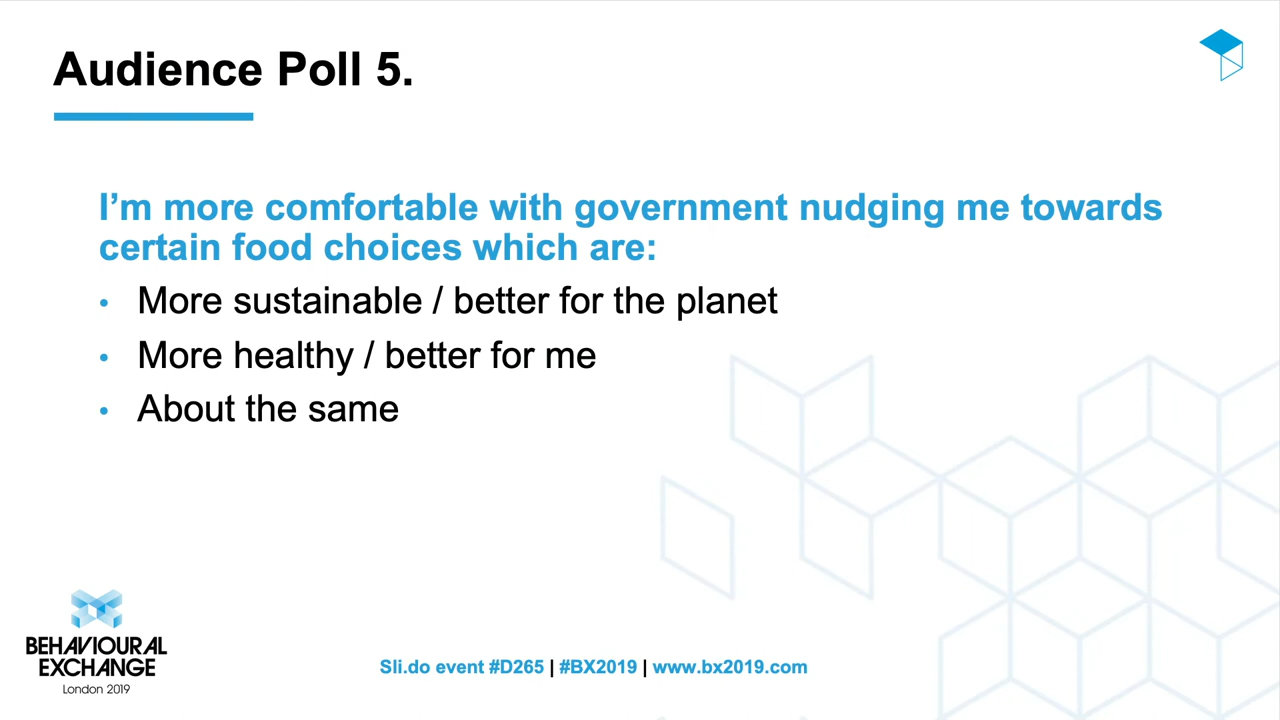 Audience Poll 5.
I’m more comfortable with government nudging me towards
certain food choices which are:
• More sustainable / better for the planet
• More healthy / better for me
• About the same
BEHAVIOURAL
EXCHANGE
London 2019
Sli.do event #D265 | #BX2019 | www.bx2019.com